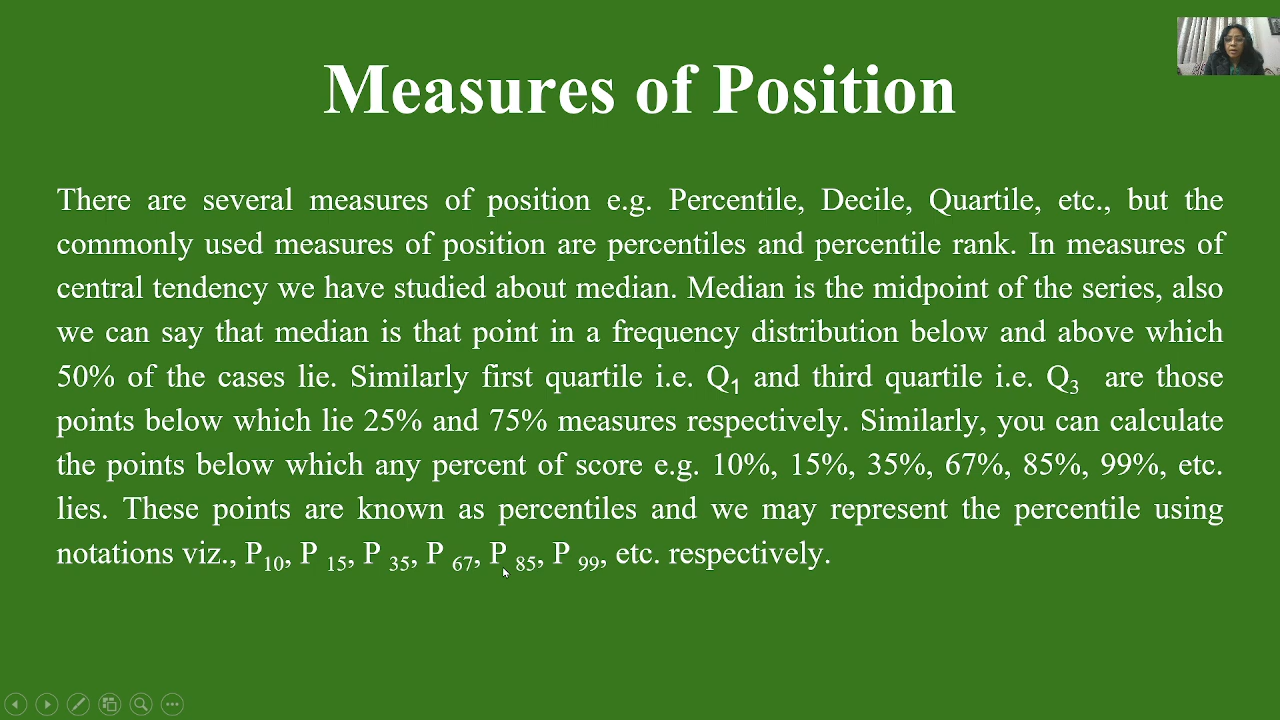 Measures of Position
There are several measures of position e.g. Percentile, Decile, Quartile, etc., but the
commonly used measures of position are percentiles and percentile rank. In measures of
central tendency we have studied about median. Median is the midpoint of the series, also
we can say that median is that point in a frequency distribution below and above which
50% of the cases lie. Similarly first quartile i.e. Q₁ and third quartile i.e. Q₃ are those
points below which lie 25% and 75% measures respectively. Similarly, you can calculate
the points below which any percent of score e.g. 10%, 15%, 35%, 67%, 85%, 99%, etc.
lies. These points are known as percentiles and we may represent the percentile using
notations viz., P₁₀, P ₁₅, P ₃₅, P ₆₇, P ₈₅, P ₉₉, etc. respectively.